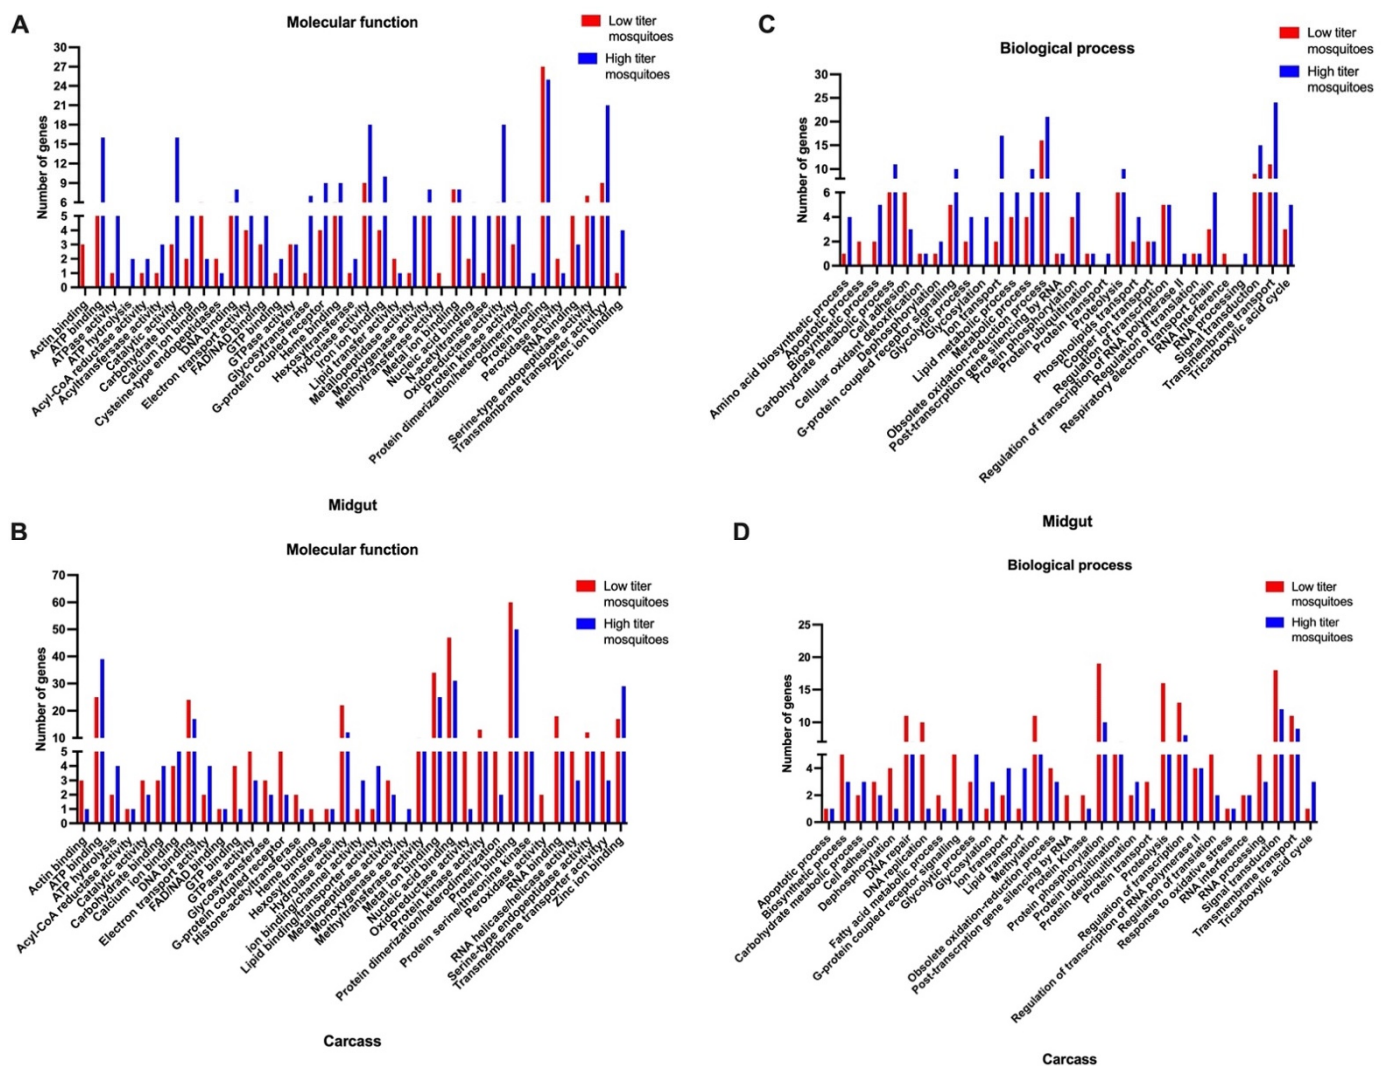 A
Molecular function
Low titer
mosquitoes
High titer
mosquitoes
Number of genes
30
27
24
21
18
15
12
9
6
5
4
3
2
1
0
Actin binding
ATP binding
ATPase activity
ATP hydrolysis
Acyl-CoA reductase activity
Acyltransferase activity
Catalytic activity
Carbohydrate binding
Calcium ion binding
Cysteine-type endopeptidases
DNA binding
Electron transport activity
FAD/NAD binding
GTP binding
GTPase activity
Glycosyransferase
G-protein coupled receptor
Heme binding
Hexosyltransferase
Hydrolase activity
Iron ion binding
Lipid transfer activity
Metallopeptidase activity
Monoxygenase activity
Methyltransferase activity
Metal ion binding
Nucleic acid binding
N-acetyltransferase
Oxidoreductase activity
Protein kinase activity
Protein dimerization/heterodimerization
Protein binding
Peroxidase activity
RNA binding
Serine-type endopeptidase activity
Transmembrane transporter activityy
Zinc ion binding
Midgut
C
Biological process
Low titer
mosquitoes
High titer
mosquitoes
Number of genes
30
25
20
15
10
6
4
2
0
Amino acid biosynthetic process
Apoptotic process
Biosynthetic process
Carbohydrate metabolic process
Cell adhesion
Cellular oxidant detoxification
Dephosphorylation
G-protein coupled receptor signalling
Glycolytic process
Glycosylation
Ion transport
Lipid metabolic process
Metabolic process
Obsolete oxidation-reduction process
Post-transcrption gene silencing by RNA
Protein phosphorylation
Protein ubiquitination
Protein transport
Proteolysis
Phospholipid transport
Copper ion transport
Regulation of transcription
Regulation of transcription of RNA polymerase II
Regulation of translation
Respiratory electron transport chain
RNA interference
RNA processing
Signal transduction
Transmembrane transport
Tricarboxylic acid cycle
Midgut
B
Molecular function
Low titer
mosquitoes
High titer
mosquitoes
Number of genes
70
60
50
40
30
20
10
5
4
3
2
1
0
Actin binding
ATP binding
ATP hydrolysis
Acyl-CoA reductase activity
Catalytic activity
Carbohydrate binding
Calcium ion binding
DNA binding
Electron transport activity
FAD/NAD binding
GTP binding
GTPase activity
Glycosyransferase
G-protein coupled receptor
Histone-aceytransferase
Heme binding
Hexosyltransferase
Hydrolase activity
ion binding/channel activity
Lipid binding/transferase activity
Metallopeptidase activity
Monoxygenase activity
Methyltransferase activity
Metal ion binding
Nucleic acid binding
Oxidoreductase activity
Protein kinase activity
Protein dimerization/heterodimerization
Protein binding
Protein serine/threonine kinase
Peroxidase activity
RNA binding
RNA helicase/helicase activity
Serine-type endopeptidase activity
Transmembrane transporter activity
Zinc ion binding
Carcass
D
Biological process
Low titer
mosquitoes
High titer
mosquitoes
Number of genes
25
20
15
10
4
2
0
Apoptotic process
Biosynthetic process
Carbohydrate metabolic process
Cell adhesion
Dephosphorylation
DNA repair
DNA replication
Fatty acid metabolic process
G-protein coupled receptor signalling
Glycolytic process
Glycosylation
Ion transport
Lipid transport
Methylation
Obsolete oxidation-reduction process
Post-transcrption gene silencing by RNA
Protein Kinase
Protein phosphorylation
Protein ubiquitination
Protein deubiquitination
Protein transport
Proteolysis
Regulation of transcription
Regulation of transcription of RNA polymerase II
Regulation of translation
Response to oxidative stress
RNA interference
RNA processing
Signal transduction
Transmembrane transport
Tricarboxylic acid cycle
Carcass